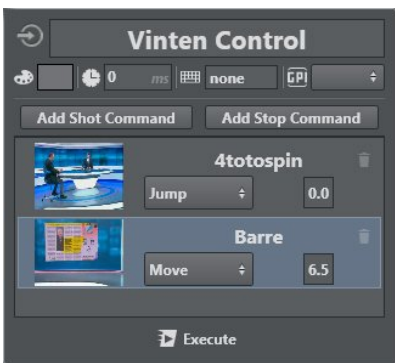 Vinten Control
0 ms none GPI
Add Shot Command Add Stop Command
4totospin
Jump 0.0
Barre
Move 6.5
Execute